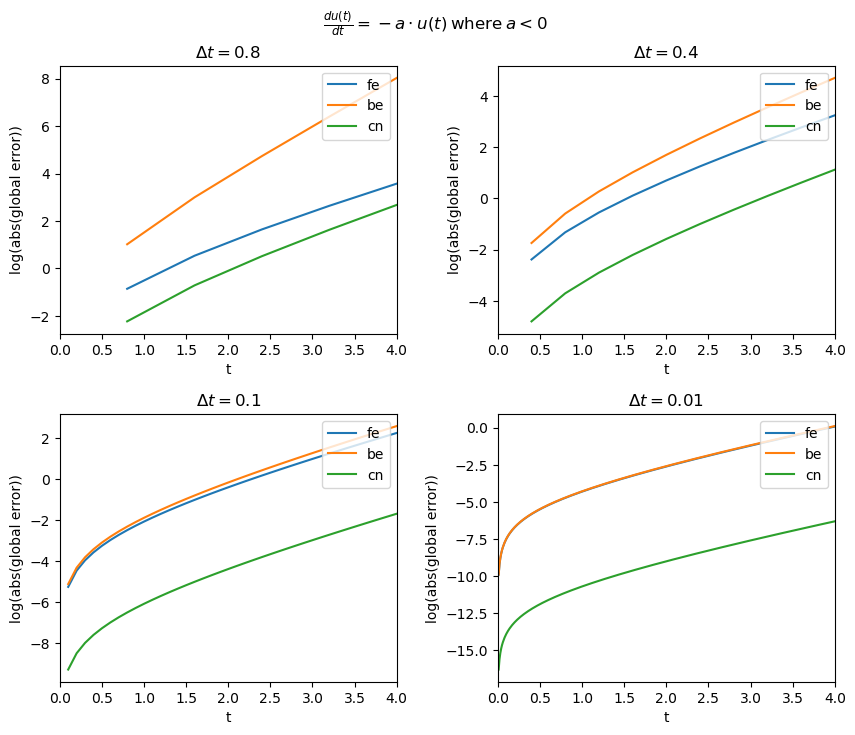 du(t)/dt = −a · u(t) where a < 0
Δt = 0.8
log(abs(global error))
8
6
4
2
0
−2
0.0 0.5 1.0 1.5 2.0 2.5 3.0 3.5 4.0
t
fe
be
cn
Δt = 0.4
log(abs(global error))
4
2
0
−2
−4
0.0 0.5 1.0 1.5 2.0 2.5 3.0 3.5 4.0
t
fe
be
cn
Δt = 0.1
log(abs(global error))
2
0
−2
−4
−6
−8
0.0 0.5 1.0 1.5 2.0 2.5 3.0 3.5 4.0
t
fe
be
cn
Δt = 0.01
log(abs(global error))
0.0
−2.5
−5.0
−7.5
−10.0
−12.5
−15.0
0.0 0.5 1.0 1.5 2.0 2.5 3.0 3.5 4.0
t
fe
be
cn